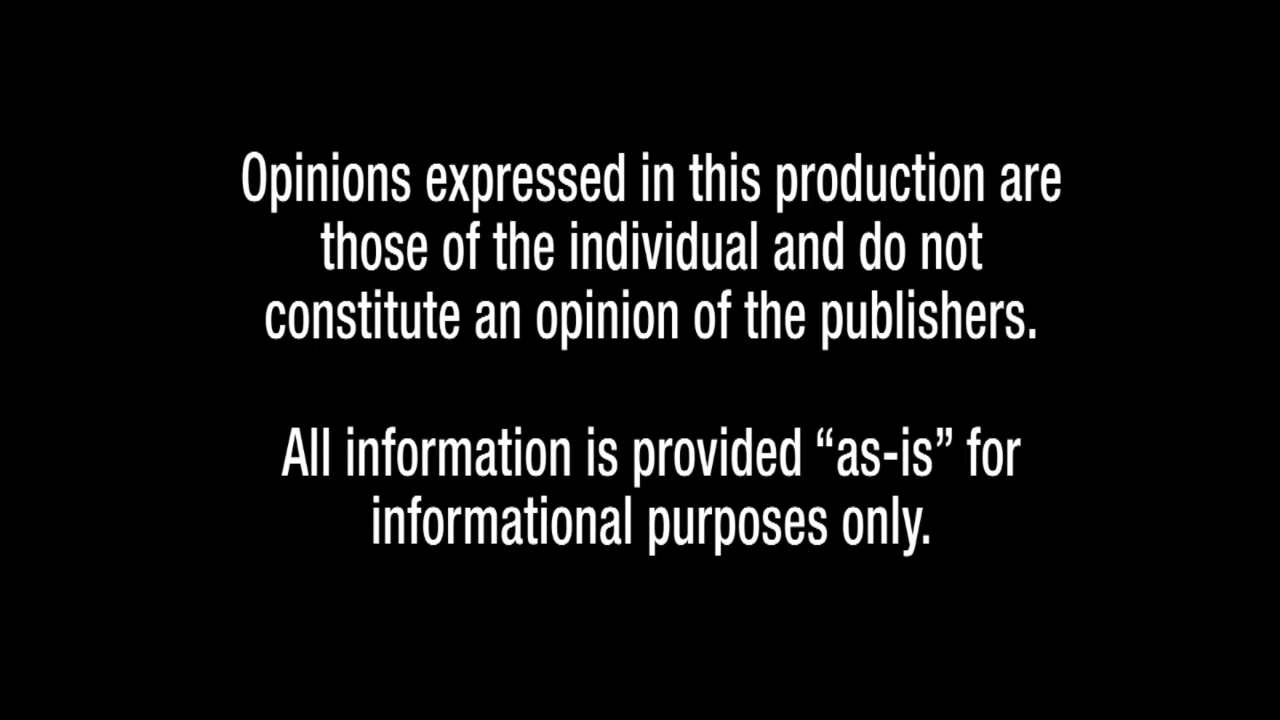 Opinions expressed in this production are
those of the individual and do not
constitute an opinion of the publishers.
All information is provided “as-is” for
informational purposes only.